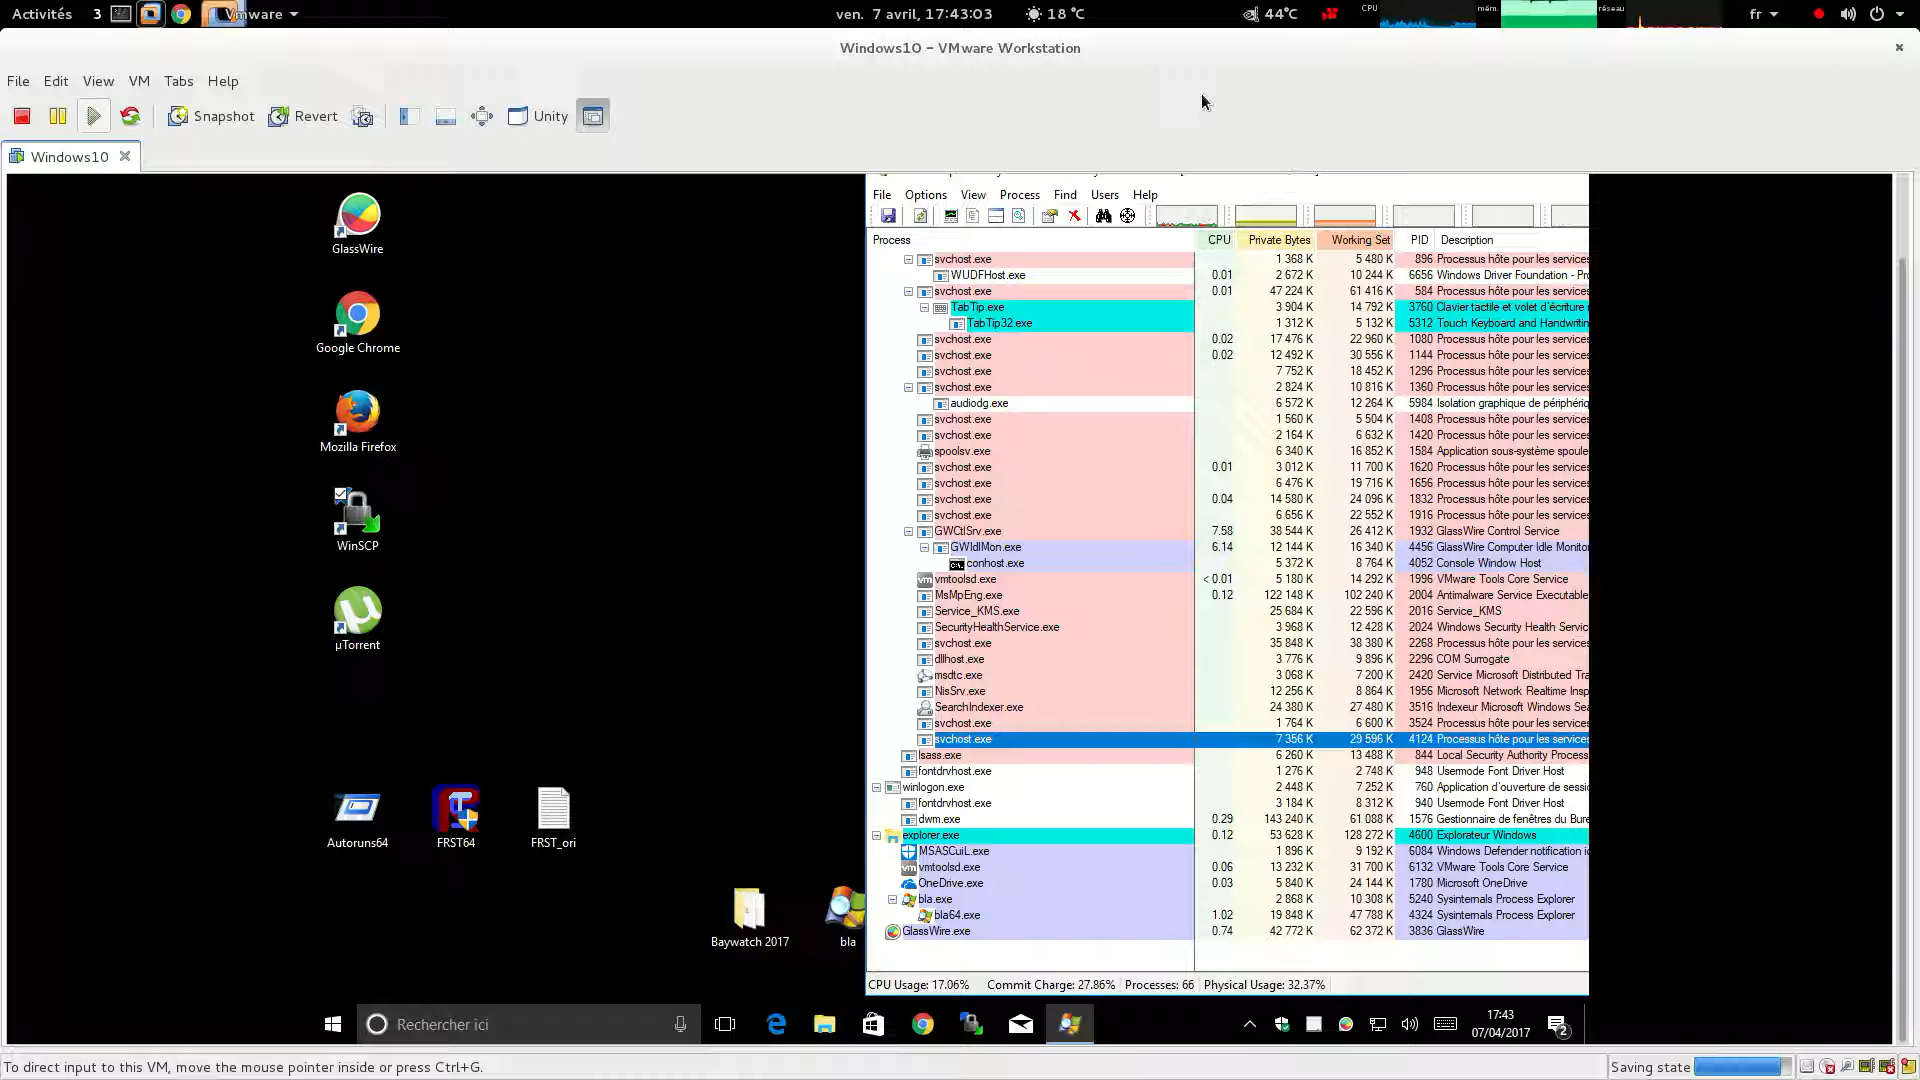 Activités 3 Vmware ven. 7 avril, 17:43:03 18 °C 44°C CPU mém. réseau fr
Windows10 – VMware Workstation
File Edit View VM Tabs Help
Snapshot Revert Unity
Windows10
GlassWire
Google Chrome
Mozilla Firefox
WinSCP
µTorrent
Autoruns64 FRST64 FRST_ori
Baywatch 2017 bla
File Options View Process Find Users Help
Process CPU Private Bytes Working Set PID Description
svchost.exe 1 368 K 5 480 K 896 Processus hôte pour les services
WUDFHost.exe 0.01 2 672 K 10 244 K 6656 Windows Driver Foundation - Pr
svchost.exe 0.01 47 224 K 61 416 K 584 Processus hôte pour les services
TabTip.exe 3 904 K 14 792 K 3760 Clavier tactile et volet d'écriture
TabTip32.exe 1 312 K 5 132 K 5312 Touch Keyboard and Handwritin
svchost.exe 0.02 17 476 K 22 960 K 1080 Processus hôte pour les services
svchost.exe 0.02 12 492 K 30 556 K 1144 Processus hôte pour les services
svchost.exe 7 752 K 18 452 K 1296 Processus hôte pour les services
svchost.exe 2 824 K 10 816 K 1360 Processus hôte pour les services
audiodg.exe 6 572 K 12 264 K 5984 Isolation graphique de périphériq
svchost.exe 1 560 K 5 504 K 1408 Processus hôte pour les services
svchost.exe 2 164 K 6 632 K 1420 Processus hôte pour les services
spoolsv.exe 6 340 K 16 852 K 1584 Application sous-système spoule
svchost.exe 0.01 3 012 K 11 700 K 1620 Processus hôte pour les services
svchost.exe 6 476 K 19 716 K 1656 Processus hôte pour les services
svchost.exe 0.04 14 580 K 24 096 K 1832 Processus hôte pour les services
svchost.exe 6 656 K 22 552 K 1916 Processus hôte pour les services
GWCtlSrv.exe 7.58 38 544 K 26 412 K 1932 GlassWire Control Service
GWIdlMon.exe 6.14 12 144 K 16 340 K 4456 GlassWire Computer Idle Monitor
conhost.exe 5 372 K 8 764 K 4052 Console Window Host
vmtoolsd.exe < 0.01 5 180 K 14 292 K 1996 VMware Tools Core Service
MsMpEng.exe 0.12 122 148 K 102 240 K 2004 Antimalware Service Executable
Service_KMS.exe 25 684 K 22 596 K 2016 Service_KMS
SecurityHealthService.exe 3 968 K 12 428 K 2024 Windows Security Health Servic
svchost.exe 35 848 K 38 380 K 2268 Processus hôte pour les services
dllhost.exe 3 776 K 9 896 K 2296 COM Surrogate
msdtc.exe 3 068 K 7 200 K 2420 Service Microsoft Distributed Tra
NisSrv.exe 12 256 K 8 864 K 1956 Microsoft Network Realtime Insp
SearchIndexer.exe 24 380 K 27 480 K 3516 Indexeur Microsoft Windows Sea
svchost.exe 1 764 K 6 600 K 3524 Processus hôte pour les services
svchost.exe 7 356 K 29 596 K 4124 Processus hôte pour les services
lsass.exe 6 260 K 13 488 K 844 Local Security Authority Process
fontdrvhost.exe 1 276 K 2 748 K 948 Usermode Font Driver Host
winlogon.exe 2 448 K 7 252 K 760 Application d'ouverture de sessi
fontdrvhost.exe 3 184 K 8 312 K 940 Usermode Font Driver Host
dwm.exe 0.29 143 240 K 61 088 K 1576 Gestionnaire de fenêtres du Bure
explorer.exe 0.12 53 628 K 128 272 K 4600 Explorateur Windows
MSASCuiL.exe 1 896 K 9 192 K 6084 Windows Defender notification ic
vmtoolsd.exe 0.06 13 232 K 31 700 K 6132 VMware Tools Core Service
OneDrive.exe 0.03 5 840 K 24 144 K 1780 Microsoft OneDrive
bla.exe 2 868 K 10 308 K 5240 Sysinternals Process Explorer
bla64.exe 1.02 19 848 K 47 788 K 4324 Sysinternals Process Explorer
GlassWire.exe 0.74 42 772 K 62 372 K 3836 GlassWire
CPU Usage: 17.06% Commit Charge: 27.86% Processes: 66 Physical Usage: 32.37%
Rechercher ici
17:43
07/04/2017
2
To direct input to this VM, move the mouse pointer inside or press Ctrl+G. Saving state